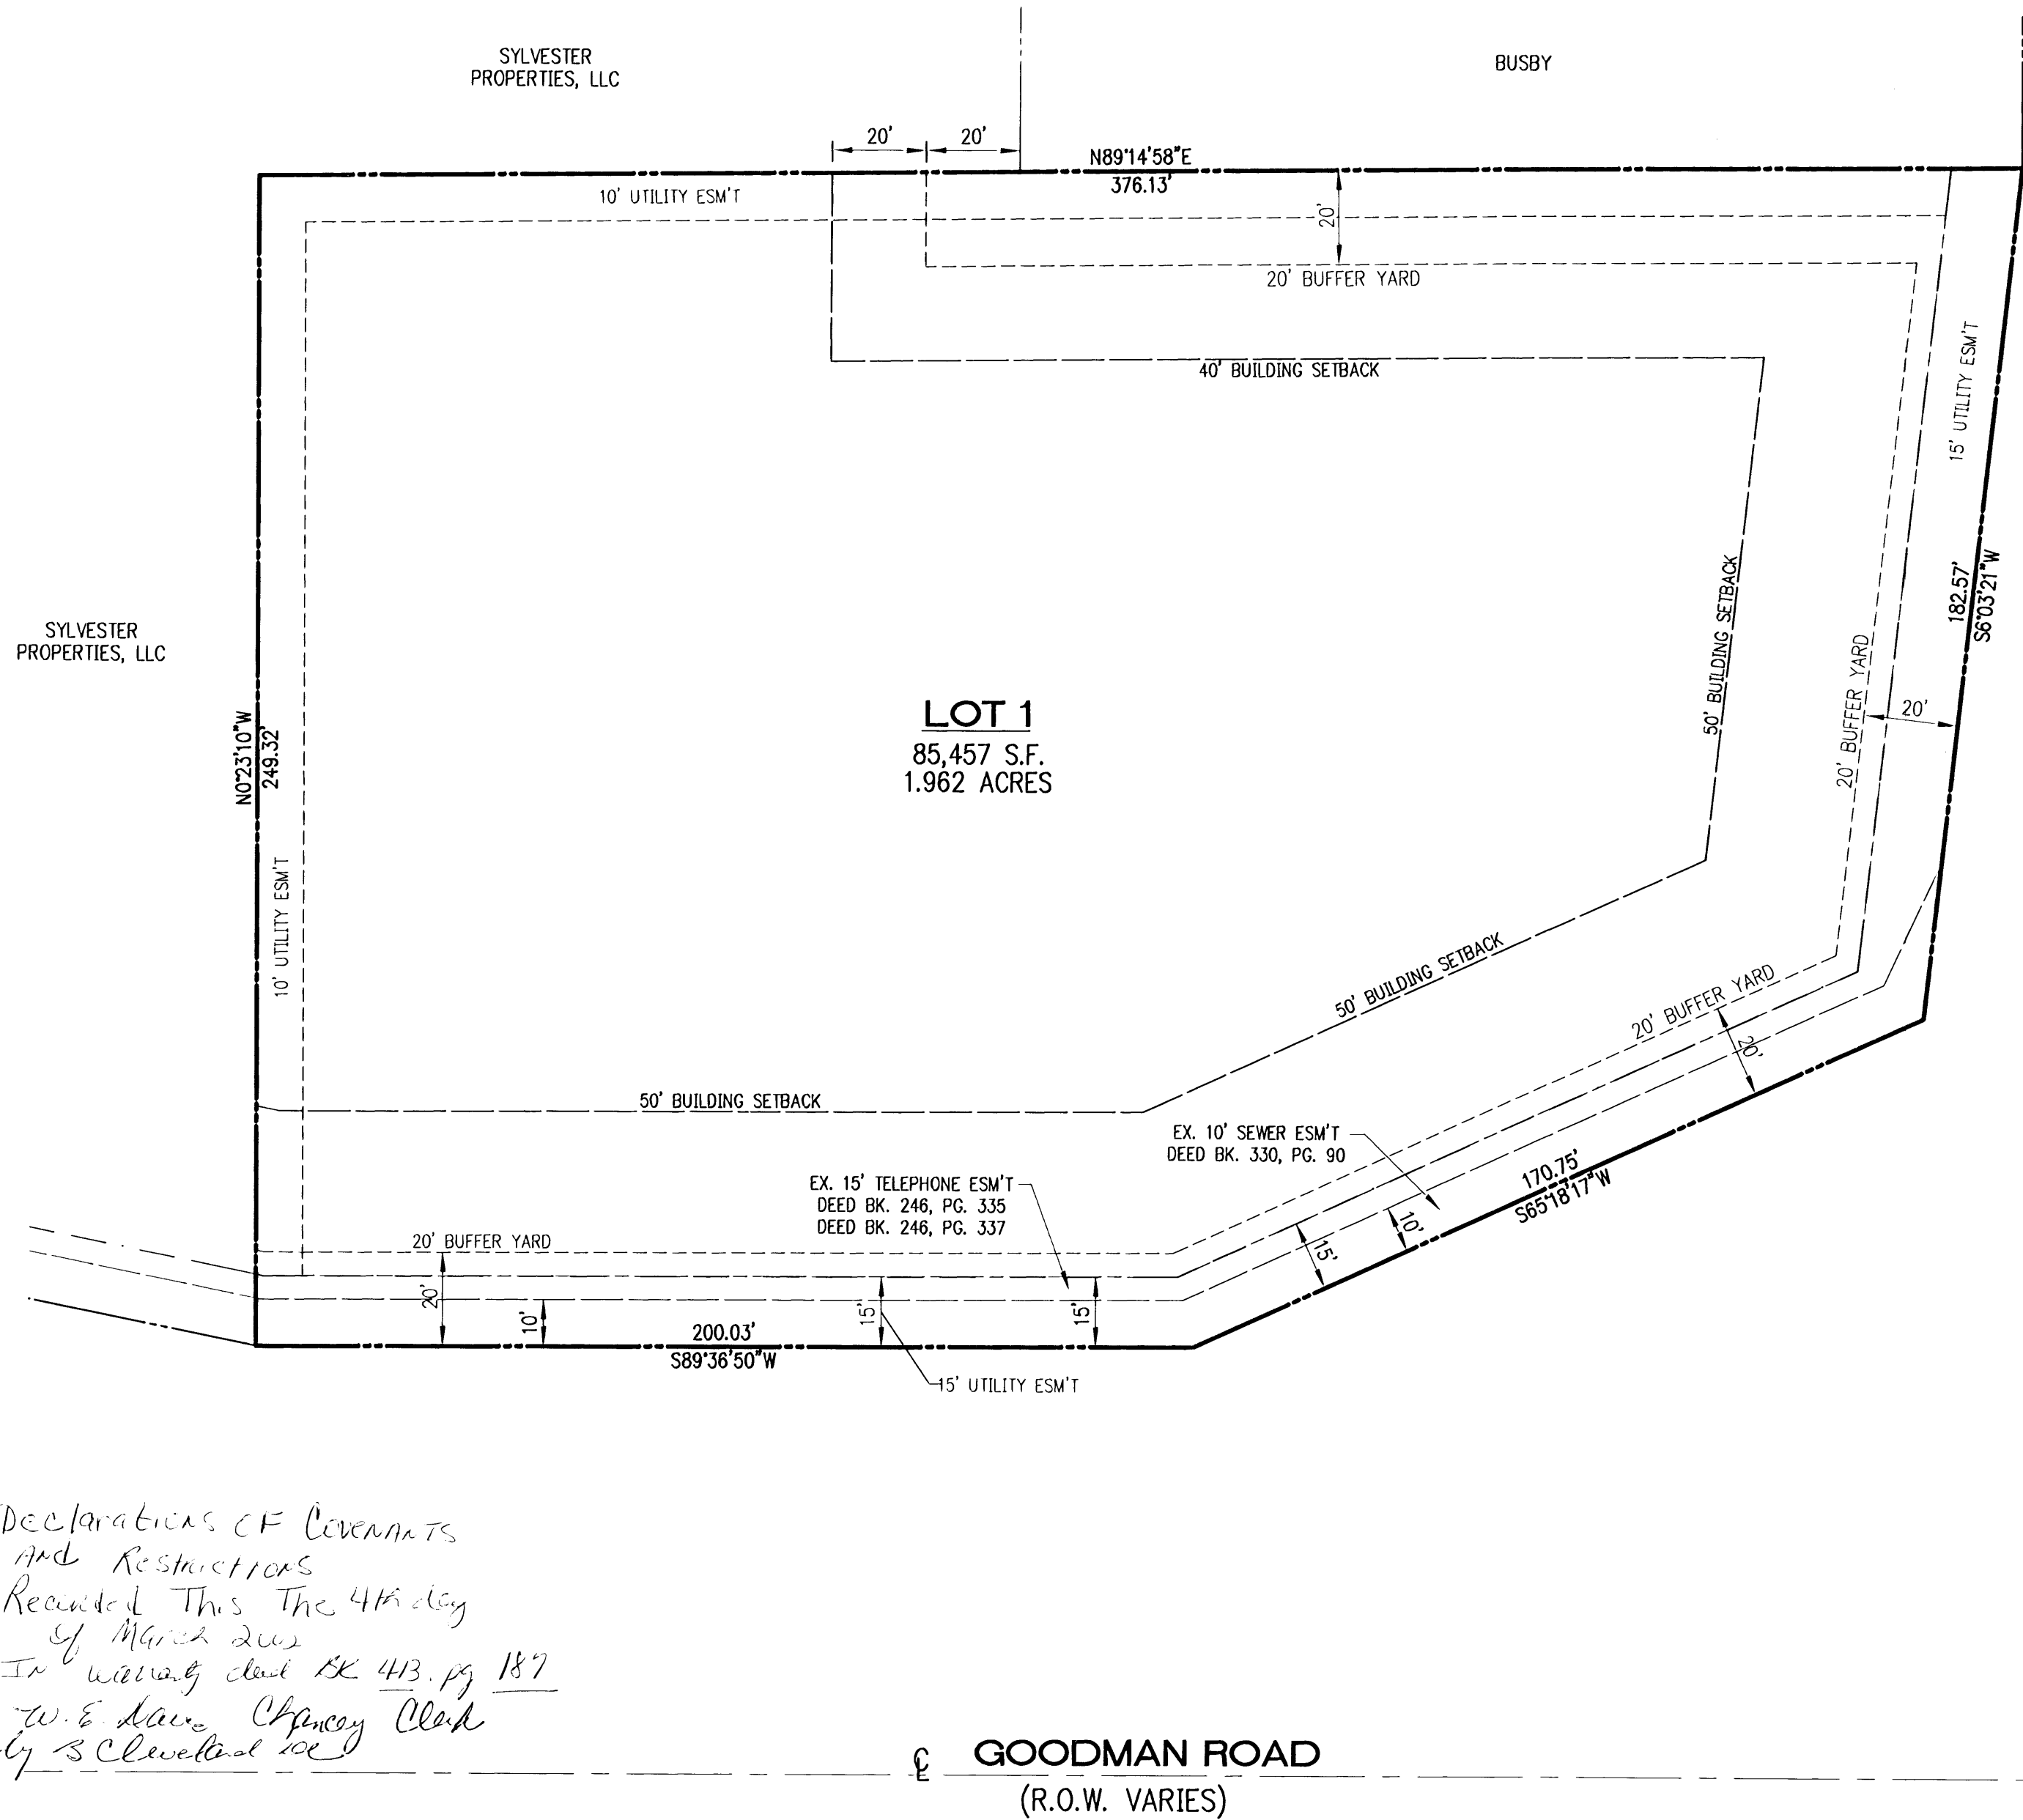 SYLVESTER
PROPERTIES, LLC
BUSBY
20' 20'
N89°14'58"E
376.13'
10' UTILITY ESM'T
20'
20' BUFFER YARD
40' BUILDING SETBACK
15' UTILITY ESM'T
50' BUILDING SETBACK
182.57'
S6°03'21"W
SYLVESTER
PROPERTIES, LLC
20' BUFFER YARD
20'
N0°23'10"W
249.32'
LOT 1
85,457 S.F.
1.962 ACRES
10' UTILITY ESM'T
50' BUILDING SETBACK
20' BUFFER YARD
20'
50' BUILDING SETBACK
EX. 10' SEWER ESM'T
DEED BK. 330, PG. 90
170.75'
S65°18'17"W
EX. 15' TELEPHONE ESM'T
DEED BK. 246, PG. 335
DEED BK. 246, PG. 337
10'
15'
20' BUFFER YARD
20'
10'
15'
15'
200.03'
S89°36'50"W
15' UTILITY ESM'T
Declarations OF COVENANTS
AND Restrictions
Recorded This The 4th day
of March 2002
IN warranty deed BK 413. pg 187
W. E. Davis Chancery Clerk
by B Cleveland
℄ GOODMAN ROAD
(R.O.W. VARIES)